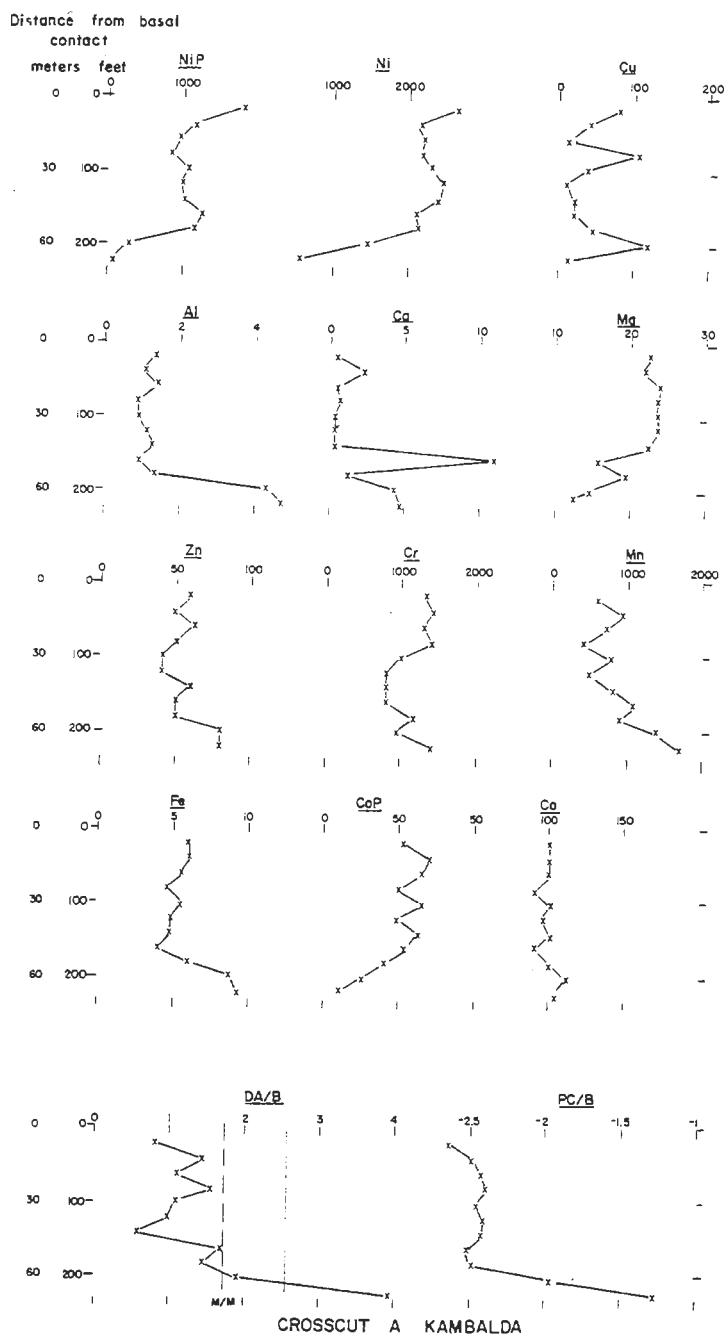 Distance from basal
contact
meters feet
NiP
Ni
Cu
0 1000
1000 2000
0 100 200
0 0
30 100
60 200
Al
Ca
Mg
0 2 4
0 5 10
10 20 30
0 0
30 100
60 200
Zn
Cr
Mn
0 50 100
0 1000 2000
0 1000 2000
0 0
30 100
60 200
Fe
CoP
Co
0 5 10
0 50
50 100 150
0 0
30 100
60 200
DA/B
PC/B
0 1 2 3 4
-2.5 -2 -1.5 -1
0 0
30 100
60 200
M/M
CROSSCUT A KAMBALDA